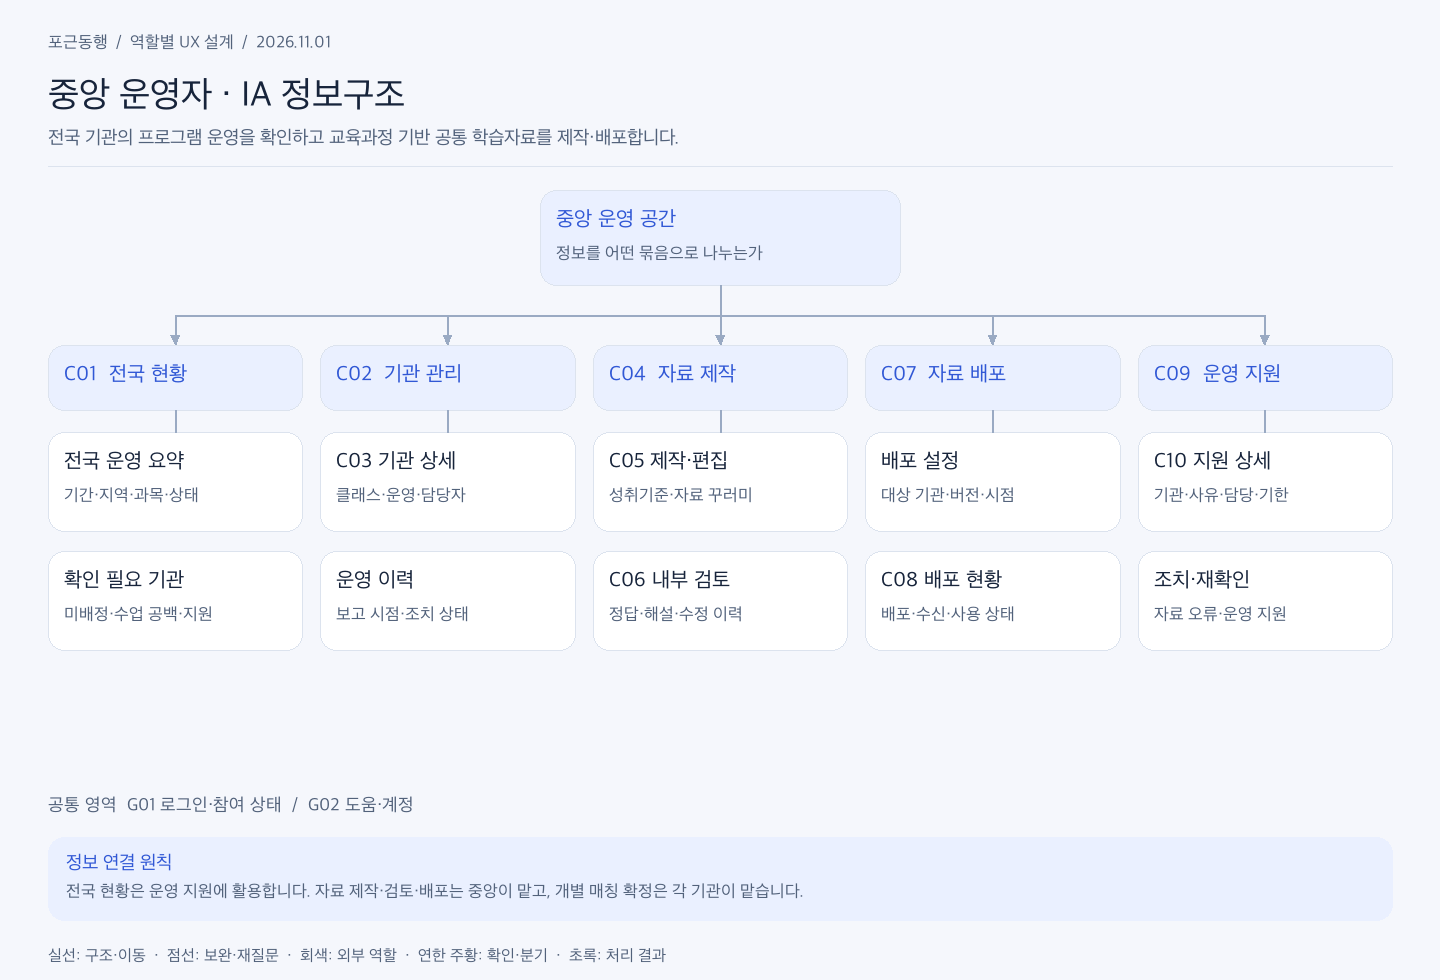 포근동행 / 역할별 UX 설계 / 2026.11.01
중앙 운영자 · IA 정보구조
전국 기관의 프로그램 운영을 확인하고 교육과정 기반 공통 학습자료를 제작·배포합니다.
중앙 운영 공간
정보를 어떤 묶음으로 나누는가
C01 전국 현황
C02 기관 관리
C04 자료 제작
C07 자료 배포
C09 운영 지원
전국 운영 요약
기간·지역·과목·상태
C03 기관 상세
클래스·운영·담당자
C05 제작·편집
성취기준·자료 꾸러미
배포 설정
대상 기관·버전·시점
C10 지원 상세
기관·사유·담당·기한
확인 필요 기관
미배정·수업 공백·지원
운영 이력
보고 시점·조치 상태
C06 내부 검토
정답·해설·수정 이력
C08 배포 현황
배포·수신·사용 상태
조치·재확인
자료 오류·운영 지원
공통 영역 G01 로그인·참여 상태 / G02 도움·계정
정보 연결 원칙
전국 현황은 운영 지원에 활용합니다. 자료 제작·검토·배포는 중앙이 맡고, 개별 매칭 확정은 각 기관이 맡습니다.
실선: 구조·이동 · 점선: 보완·재질문 · 회색: 외부 역할 · 연한 주황: 확인·분기 · 초록: 처리 결과